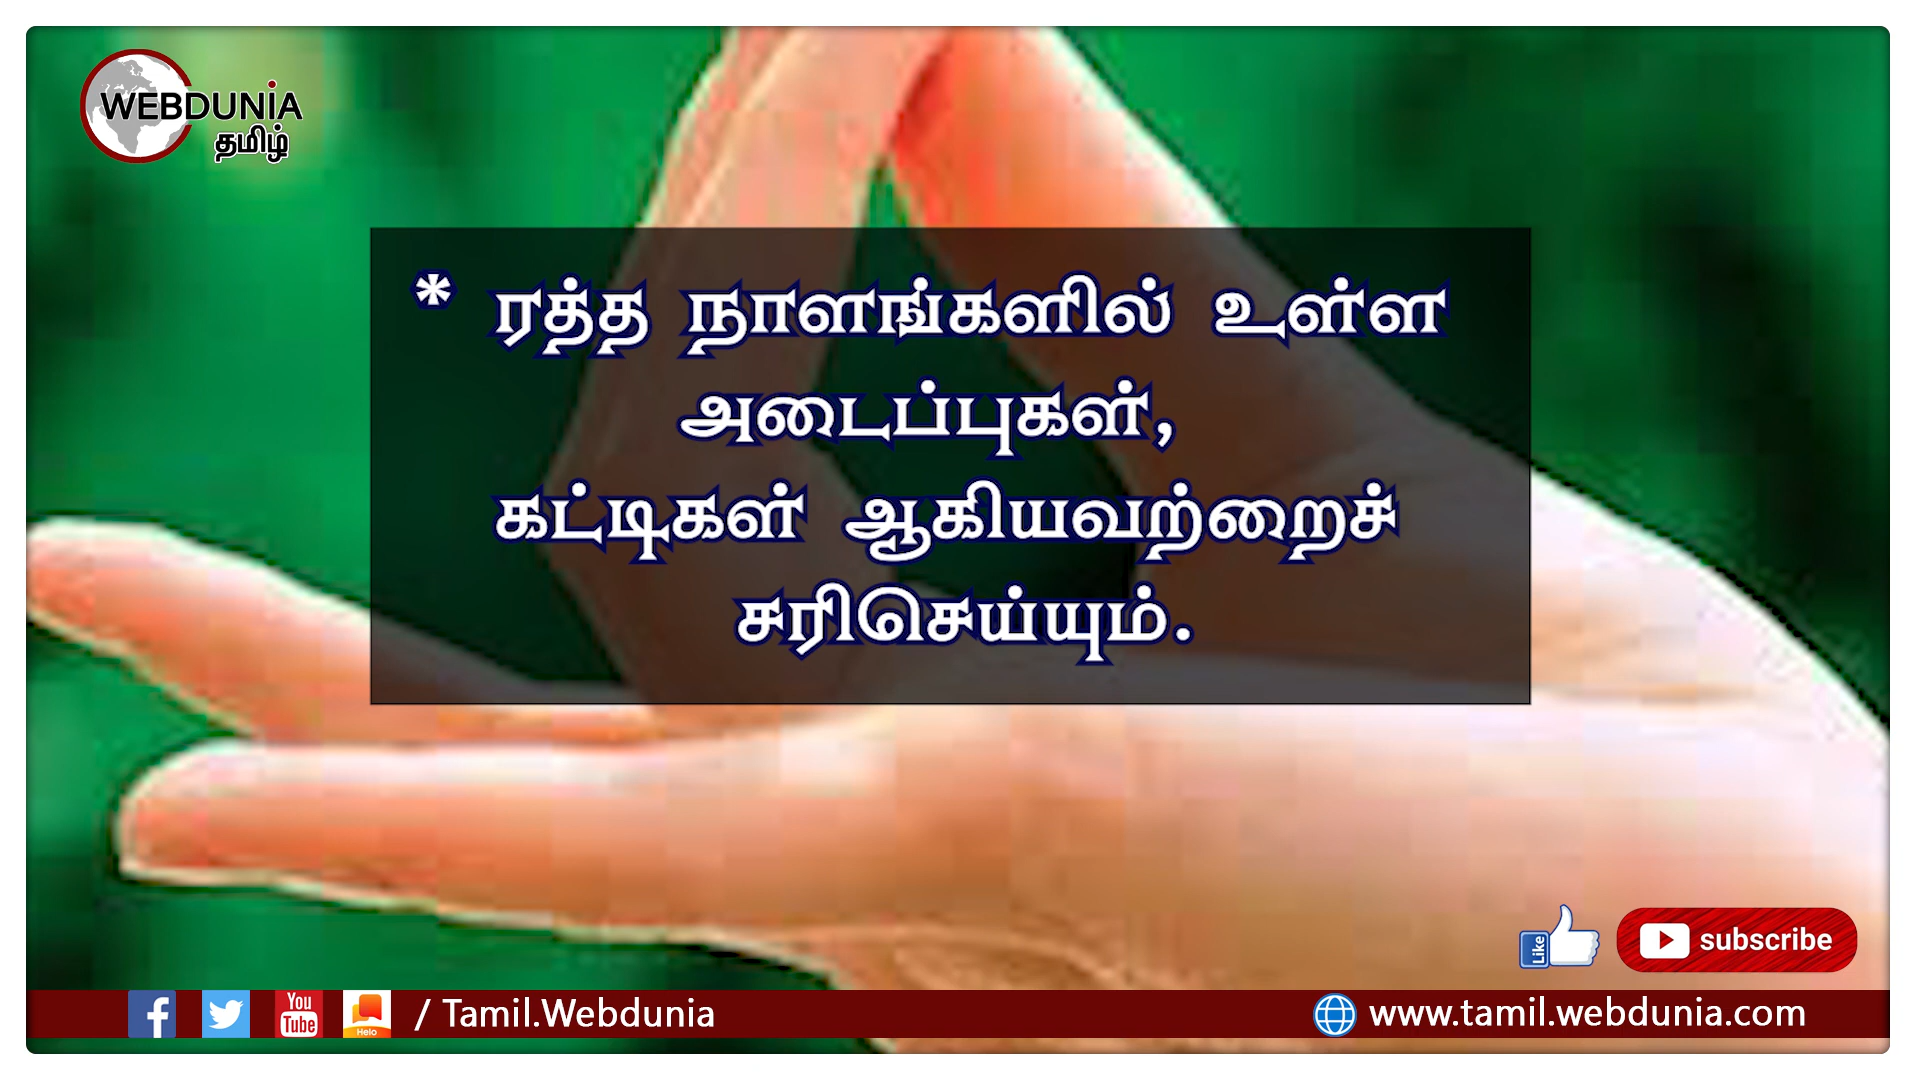 WEBDUNIA
தமிழ்
* ரத்த நாளங்களில் உள்ள
அடைப்புகள்,
கட்டிகள் ஆகியவற்றைச்
சரிசெய்யும்.
Like
subscribe
You
Tube
Helo
/ Tamil.Webdunia
www.tamil.webdunia.com